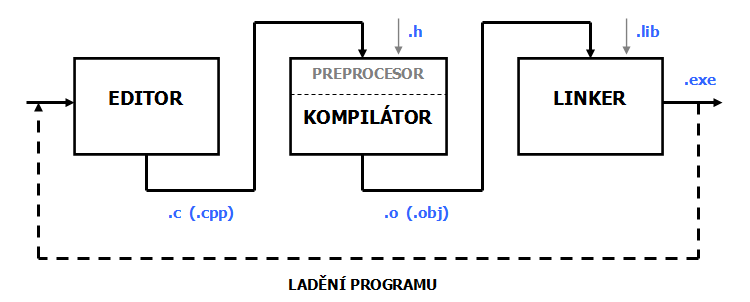 .h
.lib
PREPROCESOR
.exe
EDITOR
KOMPILÁTOR
LINKER
.c (.cpp)
.o (.obj)
LADĚNÍ PROGRAMU